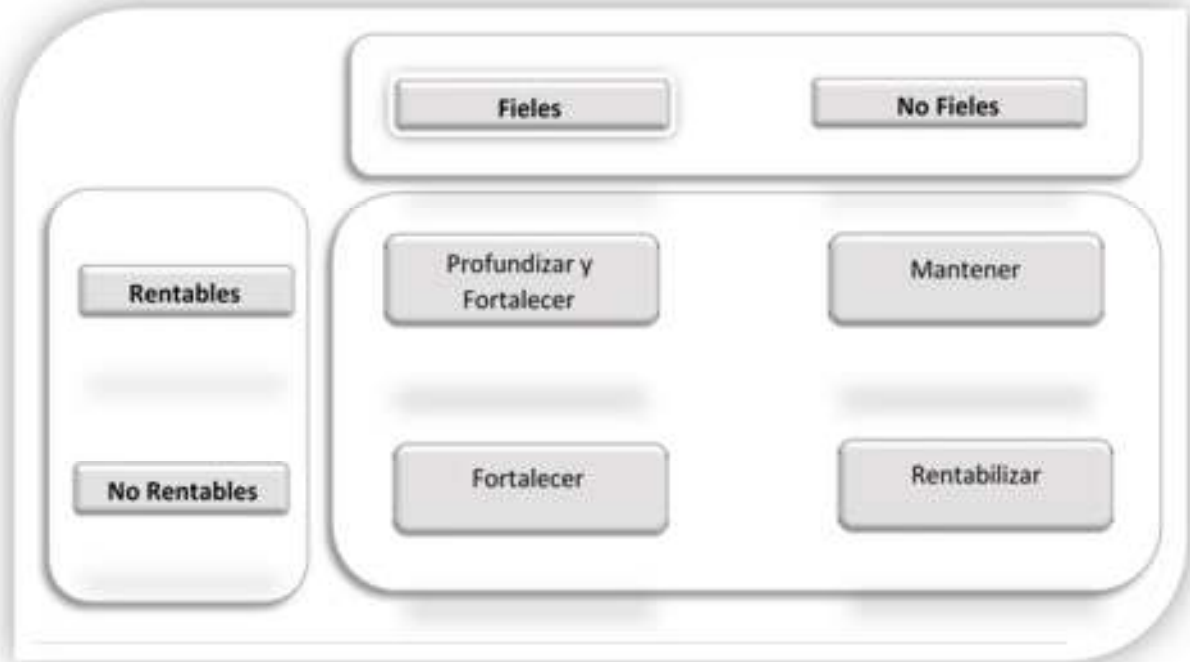 Fieles
No Fieles
Rentables
Profundizar y
Fortalecer
Mantener
No Rentables
Fortalecer
Rentabilizar